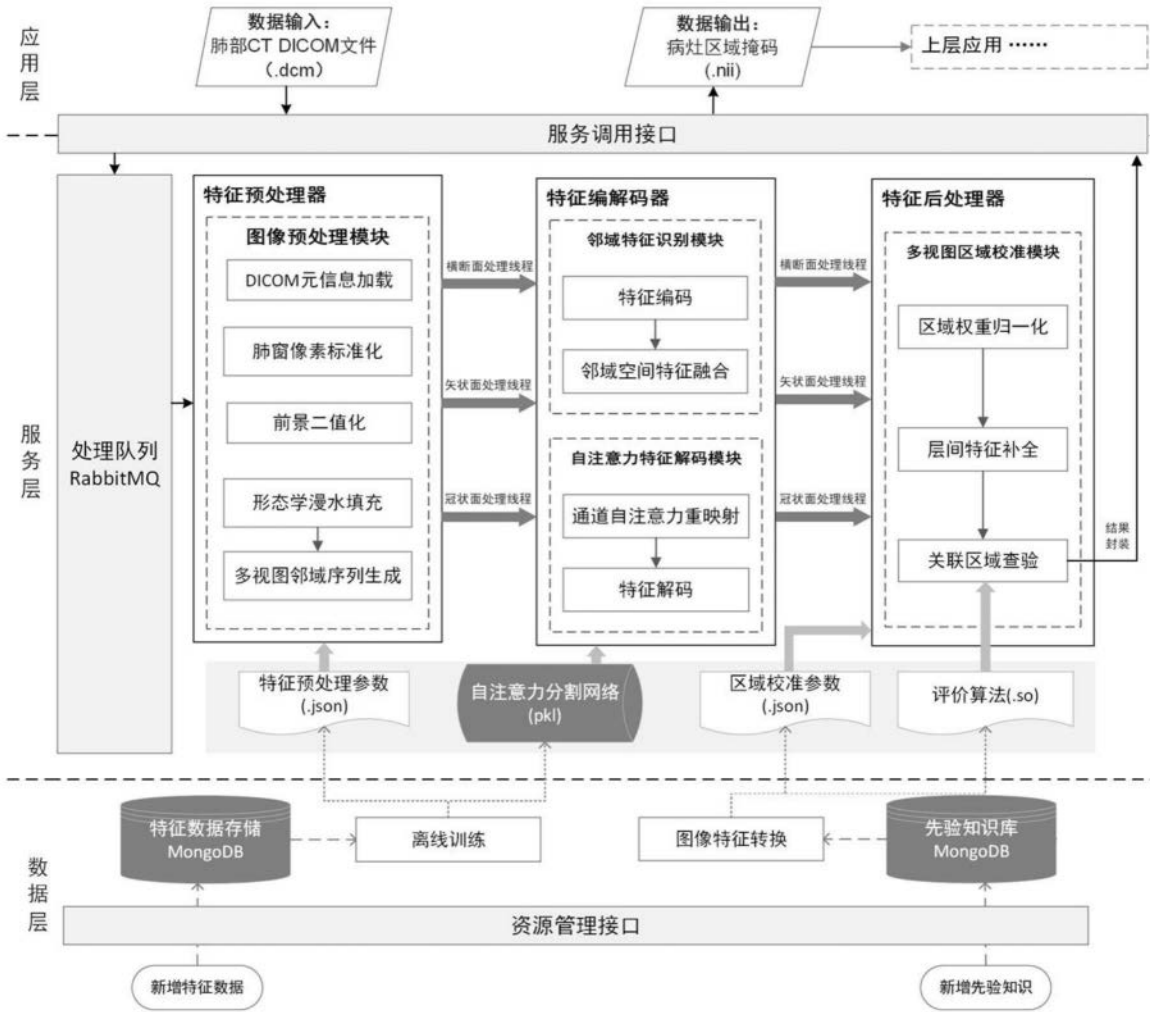 应用层
数据输入：
肺部CT DICOM文件
（.dcm）
数据输出：
病灶区域掩码
(.nii)
上层应用 ……
服务调用接口
服务层
处理队列
RabbitMQ
特征预处理器
图像预处理模块
DICOM元信息加载
肺窗像素标准化
前景二值化
形态学漫水填充
多视图邻域序列生成
横断面处理线程
矢状面处理线程
冠状面处理线程
特征编解码器
邻域特征识别模块
特征编码
邻域空间特征融合
自注意力特征解码模块
通道自注意力重映射
特征解码
横断面处理线程
矢状面处理线程
冠状面处理线程
特征后处理器
多视图区域校准模块
区域权重归一化
层间特征补全
关联区域查验
结果
封装
特征预处理参数
(.json)
自注意力分割网络
(pkl)
区域校准参数
(.json)
评价算法(.so)
数据层
特征数据存储
MongoDB
离线训练
图像特征转换
先验知识库
MongoDB
资源管理接口
新增特征数据
新增先验知识